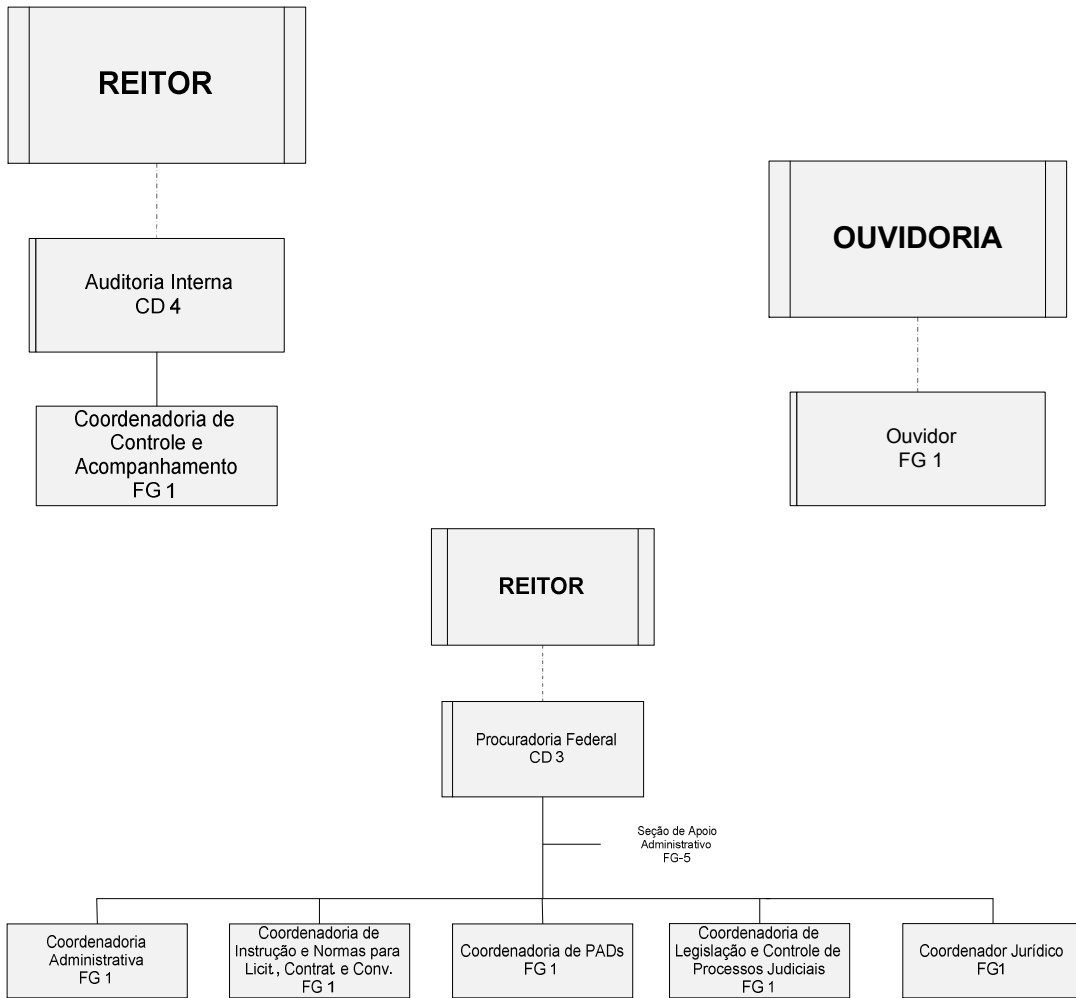 REITOR
Auditoria Interna
CD 4
Coordenadoria de
Controle e
Acompanhamento
FG 1
OUVIDORIA
Ouvidor
FG 1
REITOR
Procuradoria Federal
CD 3
Seção de Apoio
Administrativo
FG-5
Coordenadoria
Administrativa
FG 1
Coordenadoria de
Instrução e Normas para
Licit., Contrat. e Conv.
FG 1
Coordenadoria de PADs
FG 1
Coordenadoria de
Legislação e Controle de
Processos Judiciais
FG 1
Coordenador Jurídico
FG1